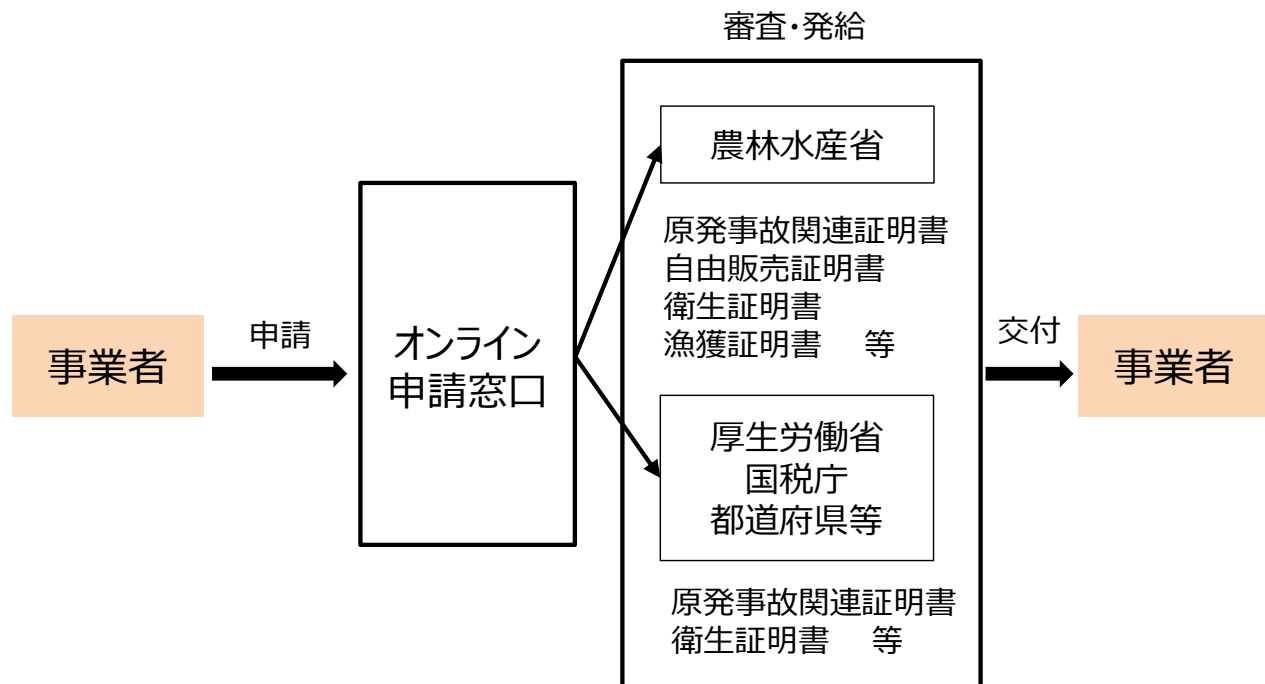 審査・発給
農林水産省
原発事故関連証明書
自由販売証明書
衛生証明書
漁獲証明書　等
事業者
申請
オンライン
申請窓口
交付
事業者
厚生労働省
国税庁
都道府県等
原発事故関連証明書
衛生証明書　等